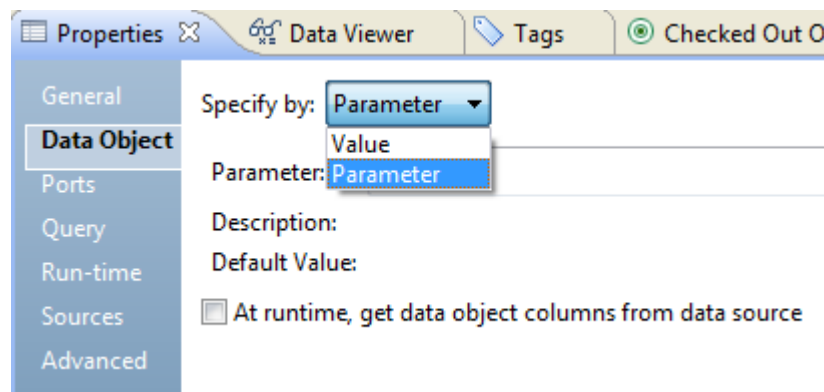 Properties Data Viewer Tags Checked Out O
General
Specify by: Parameter
Data Object
Value
Parameter: Parameter
Ports
Description:
Query
Default Value:
Run-time
At runtime, get data object columns from data source
Sources
Advanced